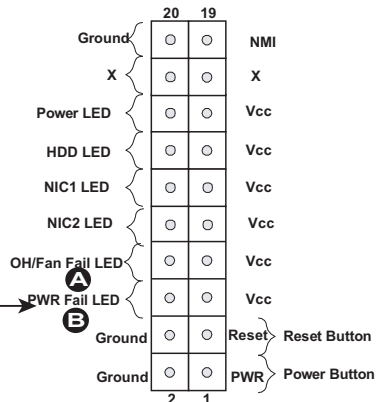 20 19
Ground NMI
X X
Power LED Vcc
HDD LED Vcc
NIC1 LED Vcc
NIC2 LED Vcc
OH/Fan Fail LED Vcc
A
PWR Fail LED Vcc
B
Ground Reset Reset Button
Ground PWR Power Button
2 1